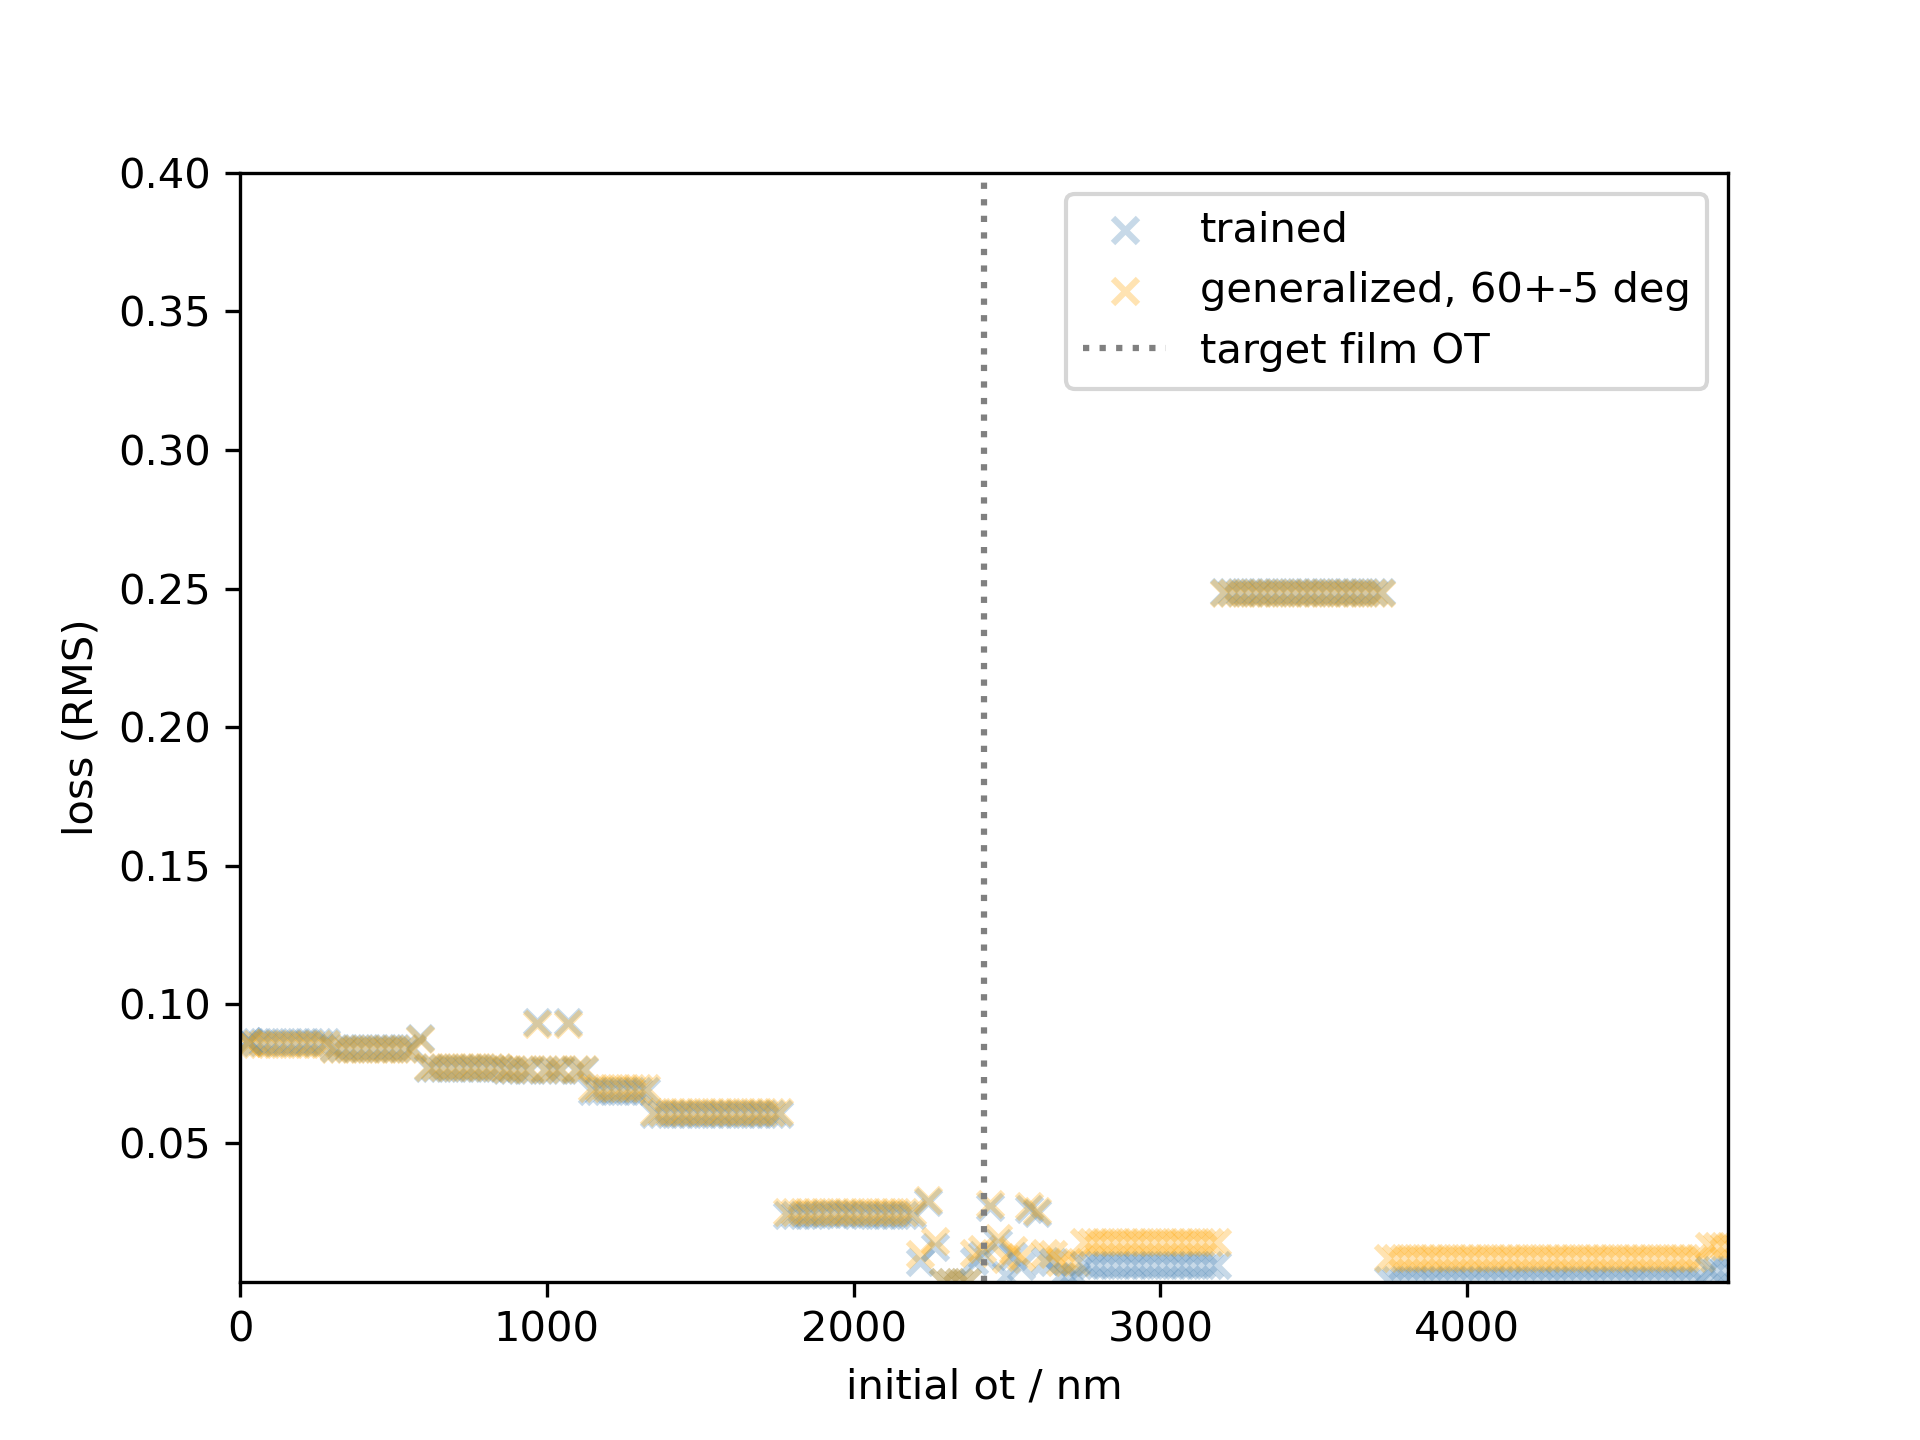 0.40
0.35
0.30
0.25
0.20
0.15
0.10
0.05
loss (RMS)
trained
generalized, 60+-5 deg
target film OT
0 1000 2000 3000 4000
initial ot / nm